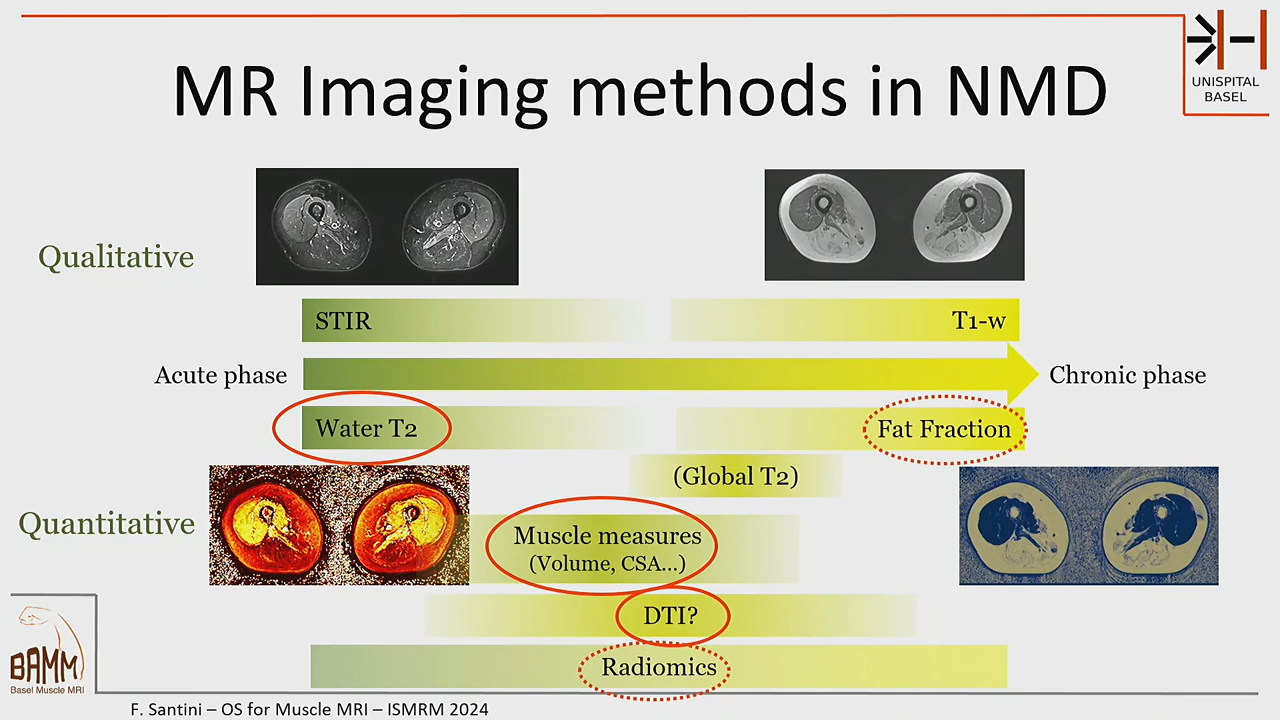 MR Imaging methods in NMD
UNISPITAL
BASEL
Qualitative
STIR
T1-w
Acute phase
Chronic phase
Water T2
Fat Fraction
(Global T2)
Quantitative
Muscle measures
(Volume, CSA...)
DTI?
Radiomics
BAMM
Basel Muscle MRI
F. Santini – OS for Muscle MRI – ISMRM 2024